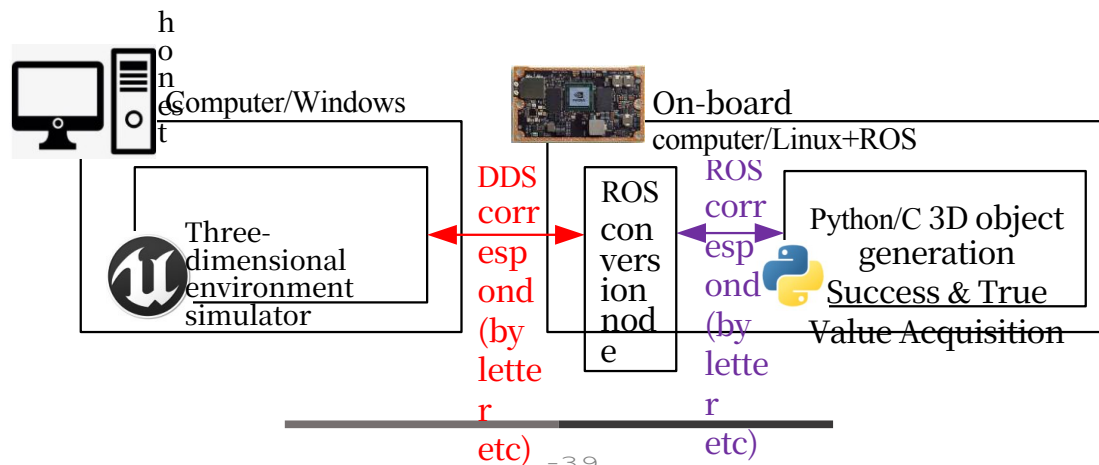 h
o
n
est
t
Computer/Windows
On-board
computer/Linux+ROS
Three-
dimensional
environment
simulator
DDS
corr
esp
ond
(by
lette
r
etc)
ROS
con
vers
ion
nod
e
ROS
corr
esp
ond
(by
lette
r
etc)
Python/C 3D object
generation
Success & True
Value Acquisition
-39